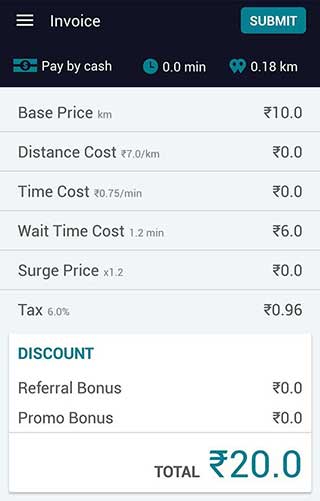 Invoice SUBMIT
Pay by cash 0.0 min 0.18 km
Base Price km ₹10.0
Distance Cost ₹7.0/km ₹0.0
Time Cost ₹0.75/min ₹0.0
Wait Time Cost 1.2 min ₹6.0
Surge Price x1.2 ₹0.0
Tax 6.0% ₹0.96
DISCOUNT
Referral Bonus ₹0.0
Promo Bonus ₹0.0
TOTAL ₹20.0